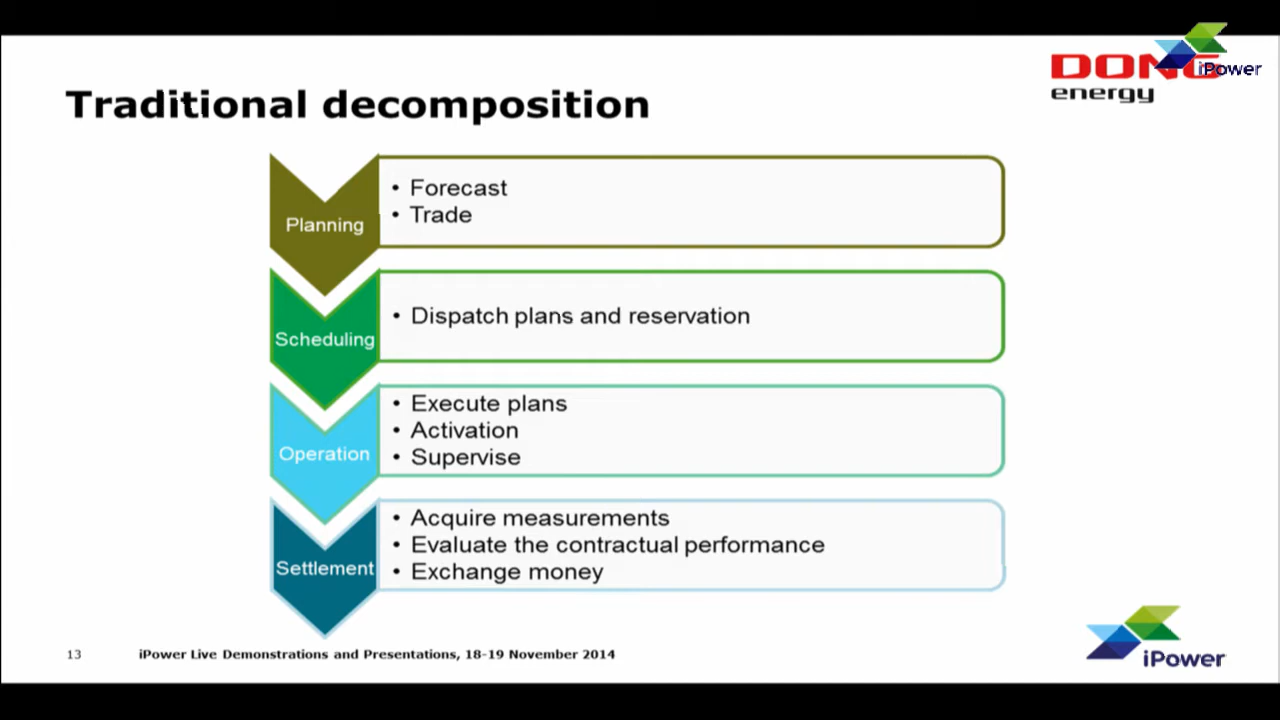 DONG
iPower
energy
Traditional decomposition
Planning
• Forecast
• Trade
Scheduling
• Dispatch plans and reservation
Operation
• Execute plans
• Activation
• Supervise
Settlement
• Acquire measurements
• Evaluate the contractual performance
• Exchange money
13
iPower Live Demonstrations and Presentations, 18-19 November 2014
iPower